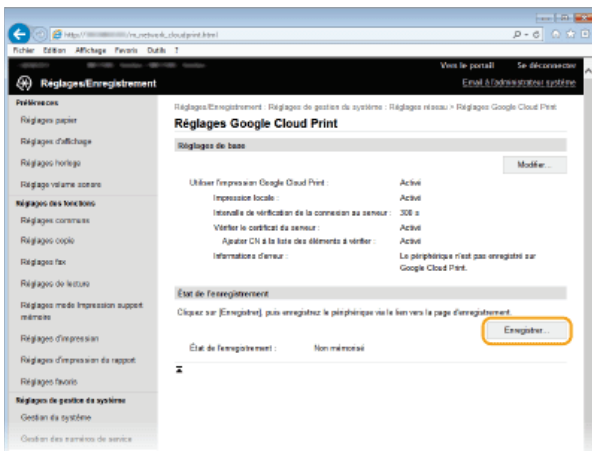 http://
/m_network_cloudprint.html
Fichier Edition Affichage Favoris Outils ?
Vers le portail Se déconnecter
Réglages/Enregistrement
Email À l'administrateur système
Préférences
Réglages papier
Réglages d'affichage
Réglages horloge
Réglage volume sonore
Réglages des fonctions
Réglages communs
Réglages copie
Réglages fax
Réglages de lecture
Réglages mode Impression support
mémoire
Réglages d'impression
Réglages d'impression du rapport
Réglages favoris
Réglages de gestion du système
Gestion du système
Gestion des numéros de service
Réglages/Enregistrement : Réglages de gestion du système : Réglages réseau > Réglages Google Cloud Print
Réglages Google Cloud Print
Réglages de base
Modifier...
Utiliser l'impression Google Cloud Print : Activé
Impression locale : Activé
Intervalle de vérification de la connexion au serveur : 300 s
Vérifier le certificat du serveur : Activé
Ajouter CN à la liste des éléments à vérifier : Activé
Informations d'erreur : Le périphérique n'est pas enregistré sur
Google Cloud Print.
État de l'enregistrement
Cliquez sur [Enregistrer], puis enregistrez le périphérique via le lien vers la page d'enregistrement.
Enregistrer...
État de l'enregistrement : Non mémorisé